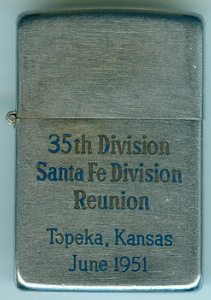 35th Division
Santa Fe Division
Reunion
Topeka, Kansas
June 1951